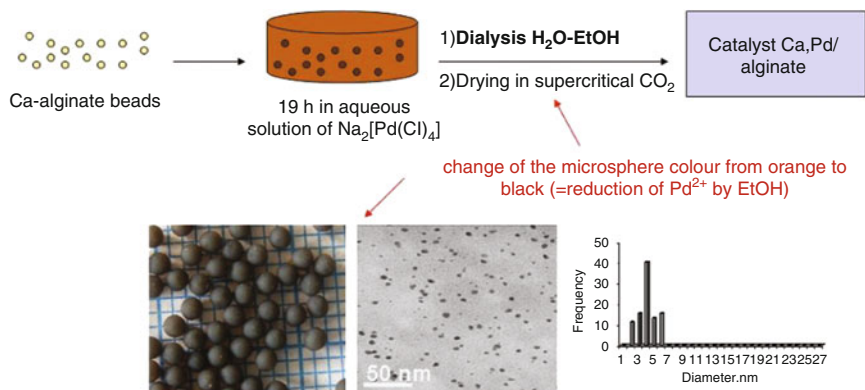 1)Dialysis H₂O-EtOH
2)Drying in supercritical CO₂
Catalyst Ca,Pd/
alginate
Ca-alginate beads
19 h in aqueous
solution of Na₂[Pd(Cl)₄]
change of the microsphere colour from orange to
black (=reduction of Pd²⁺ by EtOH)
50 nm
Frequency
50
40
30
20
10
0
1 3 5 7 9 11 13 15 17 19 21 23 25 27
Diameter.nm